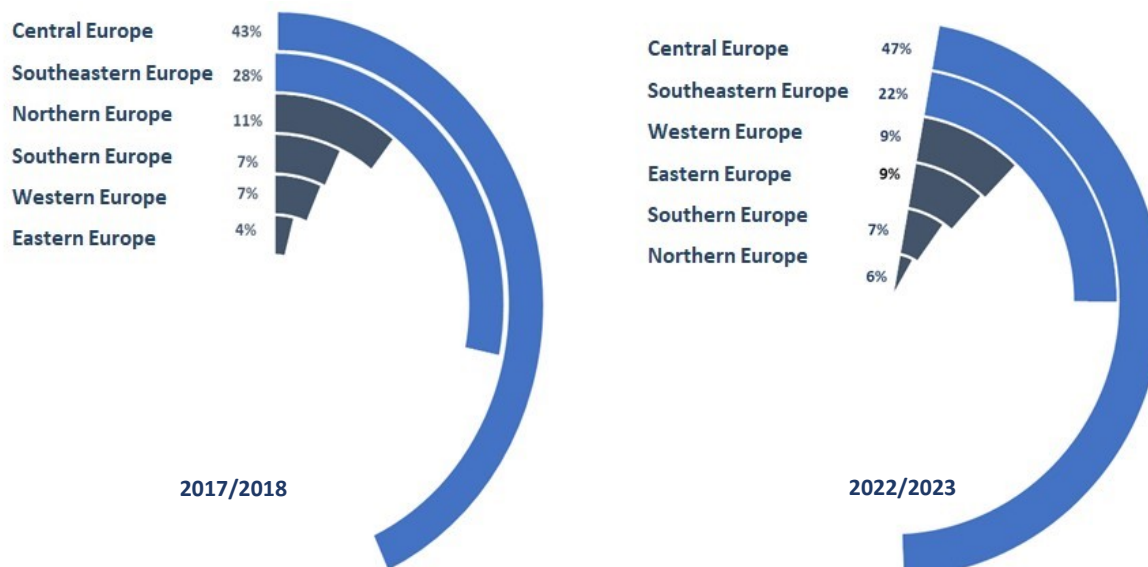 Central Europe 43%
Southeastern Europe 28%
Northern Europe 11%
Southern Europe 7%
Western Europe 7%
Eastern Europe 4%
2017/2018
Central Europe 47%
Southeastern Europe 22%
Western Europe 9%
Eastern Europe 9%
Southern Europe 7%
Northern Europe 6%
2022/2023